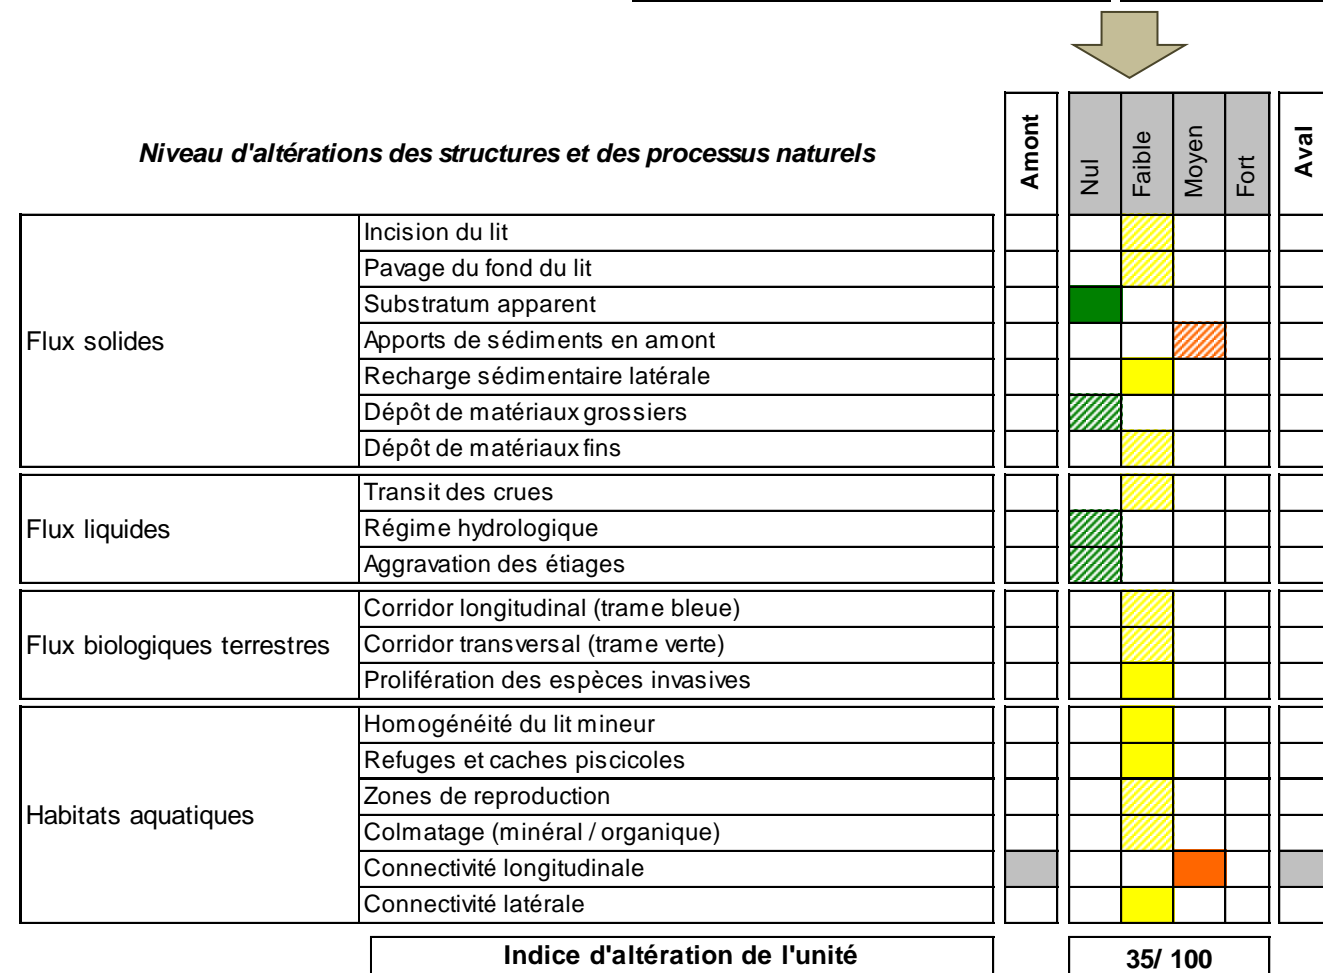 Niveau d'altérations des structures et des processus naturels
Amont
Nul
Faible
Moyen
Fort
Aval
Flux solides
Incision du lit
Pavage du fond du lit
Substratum apparent
Apports de sédiments en amont
Recharge sédimentaire latérale
Dépôt de matériaux grossiers
Dépôt de matériaux fins
Flux liquides
Transit des crues
Régime hydrologique
Aggravation des étiages
Flux biologiques terrestres
Corridor longitudinal (trame bleue)
Corridor transversal (trame verte)
Prolifération des espèces invasives
Habitats aquatiques
Homogénéité du lit mineur
Refuges et caches piscicoles
Zones de reproduction
Colmatage (minéral / organique)
Connectivité longitudinale
Connectivité latérale
Indice d'altération de l'unité
35/ 100